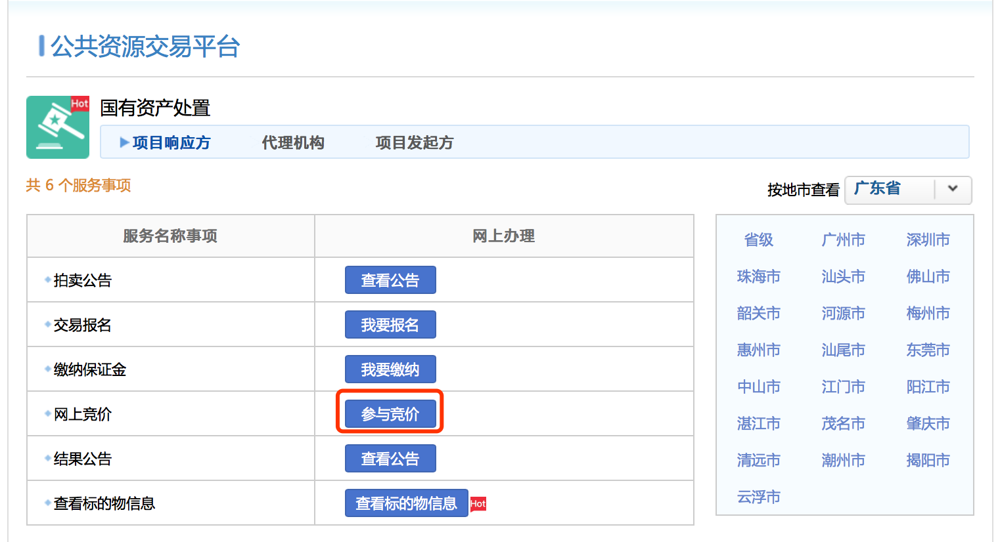 公共资源交易平台
Hot
国有资产处置
项目响应方 代理机构 项目发起方
共 6 个服务事项
按地市查看 广东省
服务名称事项 网上办理
拍卖公告 查看公告
交易报名 我要报名
缴纳保证金 我要缴纳
网上竞价 参与竞价
结果公告 查看公告
查看标的物信息 查看标的物信息 Hot
省级 广州市 深圳市
珠海市 汕头市 佛山市
韶关市 河源市 梅州市
惠州市 汕尾市 东莞市
中山市 江门市 阳江市
湛江市 茂名市 肇庆市
清远市 潮州市 揭阳市
云浮市